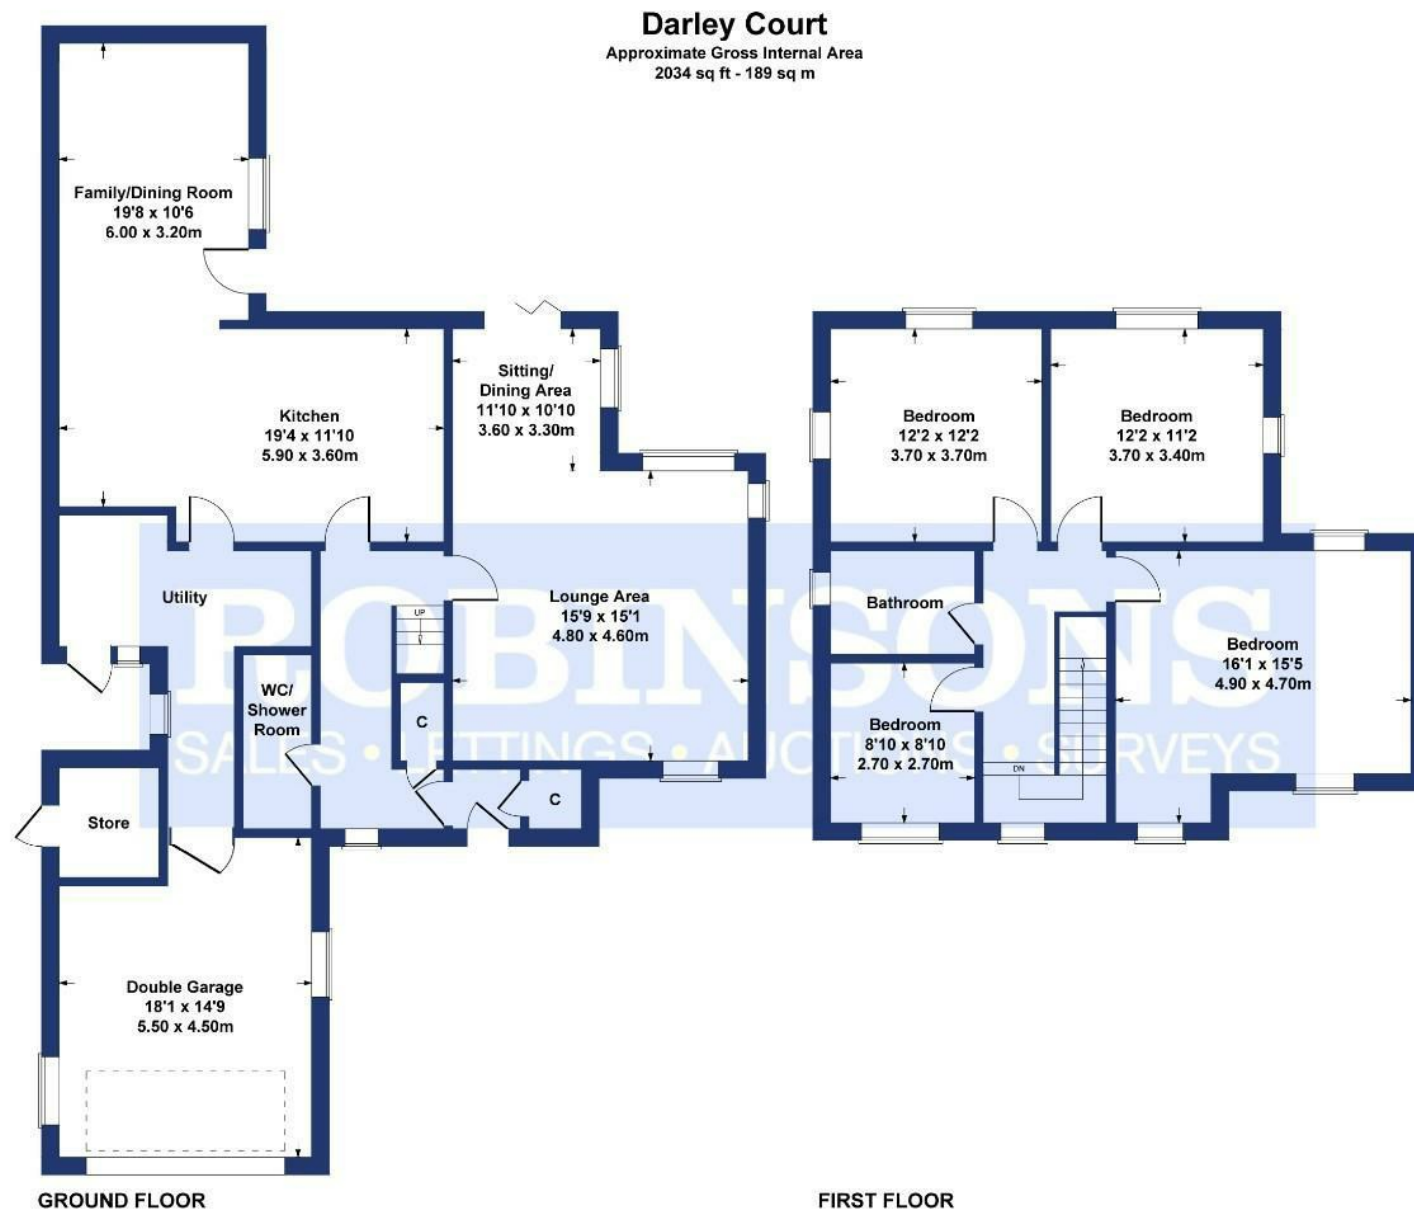 Darley Court
Approximate Gross Internal Area
2034 sq ft - 189 sq m
Family/Dining Room
19'8 x 10'6
6.00 x 3.20m
Kitchen
19'4 x 11'10
5.90 x 3.60m
Sitting/
Dining Area
11'10 x 10'10
3.60 x 3.30m
Utility
UP
Lounge Area
15'9 x 15'1
4.80 x 4.60m
WC/
Shower
Room
C
C
Store
Double Garage
18'1 x 14'9
5.50 x 4.50m
GROUND FLOOR
Bedroom
12'2 x 12'2
3.70 x 3.70m
Bedroom
12'2 x 11'2
3.70 x 3.40m
Bathroom
Bedroom
16'1 x 15'5
4.90 x 4.70m
Bedroom
8'10 x 8'10
2.70 x 2.70m
DN
FIRST FLOOR
ROBINSONS
SALES • LETTINGS • AUCTIONS • SURVEYS